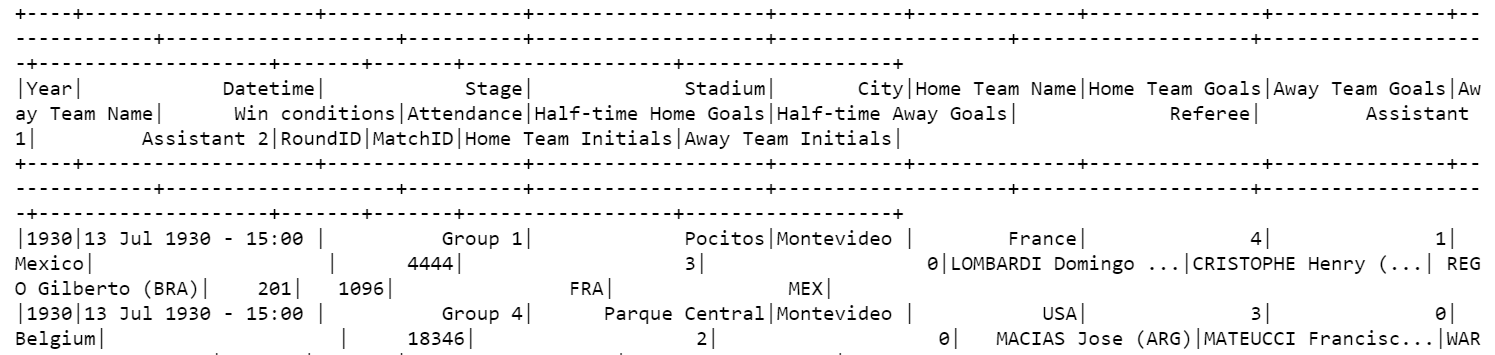 +----+--------------------+-------------------+--------------------+-----------+--------------+---------------+---------------+--
------------+--------------------+----------+--------------------+--------------------+--------------------+-------------------
-+--------------------+-------+-------+------------------+------------------+
|Year|            Datetime|            Stage|             Stadium|       City|Home Team Name|Home Team Goals|Away Team Goals|Aw
ay Team Name|      Win conditions|Attendance|Half-time Home Goals|Half-time Away Goals|             Referee|         Assistant 
1|         Assistant 2|RoundID|MatchID|Home Team Initials|Away Team Initials|
+----+--------------------+-------------------+--------------------+-----------+--------------+---------------+---------------+--
------------+--------------------+----------+--------------------+--------------------+--------------------+-------------------
-+--------------------+-------+-------+------------------+------------------+
|1930|13 Jul 1930 - 15:00 |          Group 1|             Pocitos|Montevideo |        France|              4|              1|
Mexico|                    |      4444|                   3|                   0|LOMBARDI Domingo ...|CRISTOPHE Henry (...| REG
O Gilberto (BRA)|    201|   1096|               FRA|               MEX|
|1930|13 Jul 1930 - 15:00 |          Group 4|      Parque Central|Montevideo |           USA|              3|              0|
Belgium|                    |     18346|                   2|                   0|   MACIAS Jose (ARG)|MATEUCCI Francisc...|WAR